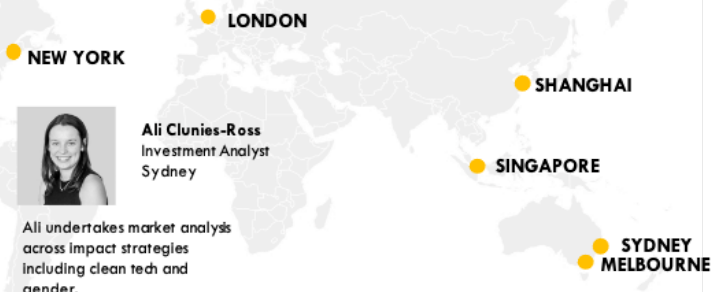 LONDON
NEW YORK
SHANGHAI
Ali Clunies-Ross
Investment Analyst
Sydney
SINGAPORE
Ali undertakes market analysis
across impact strategies
including clean tech and
gender.
SYDNEY
MELBOURNE